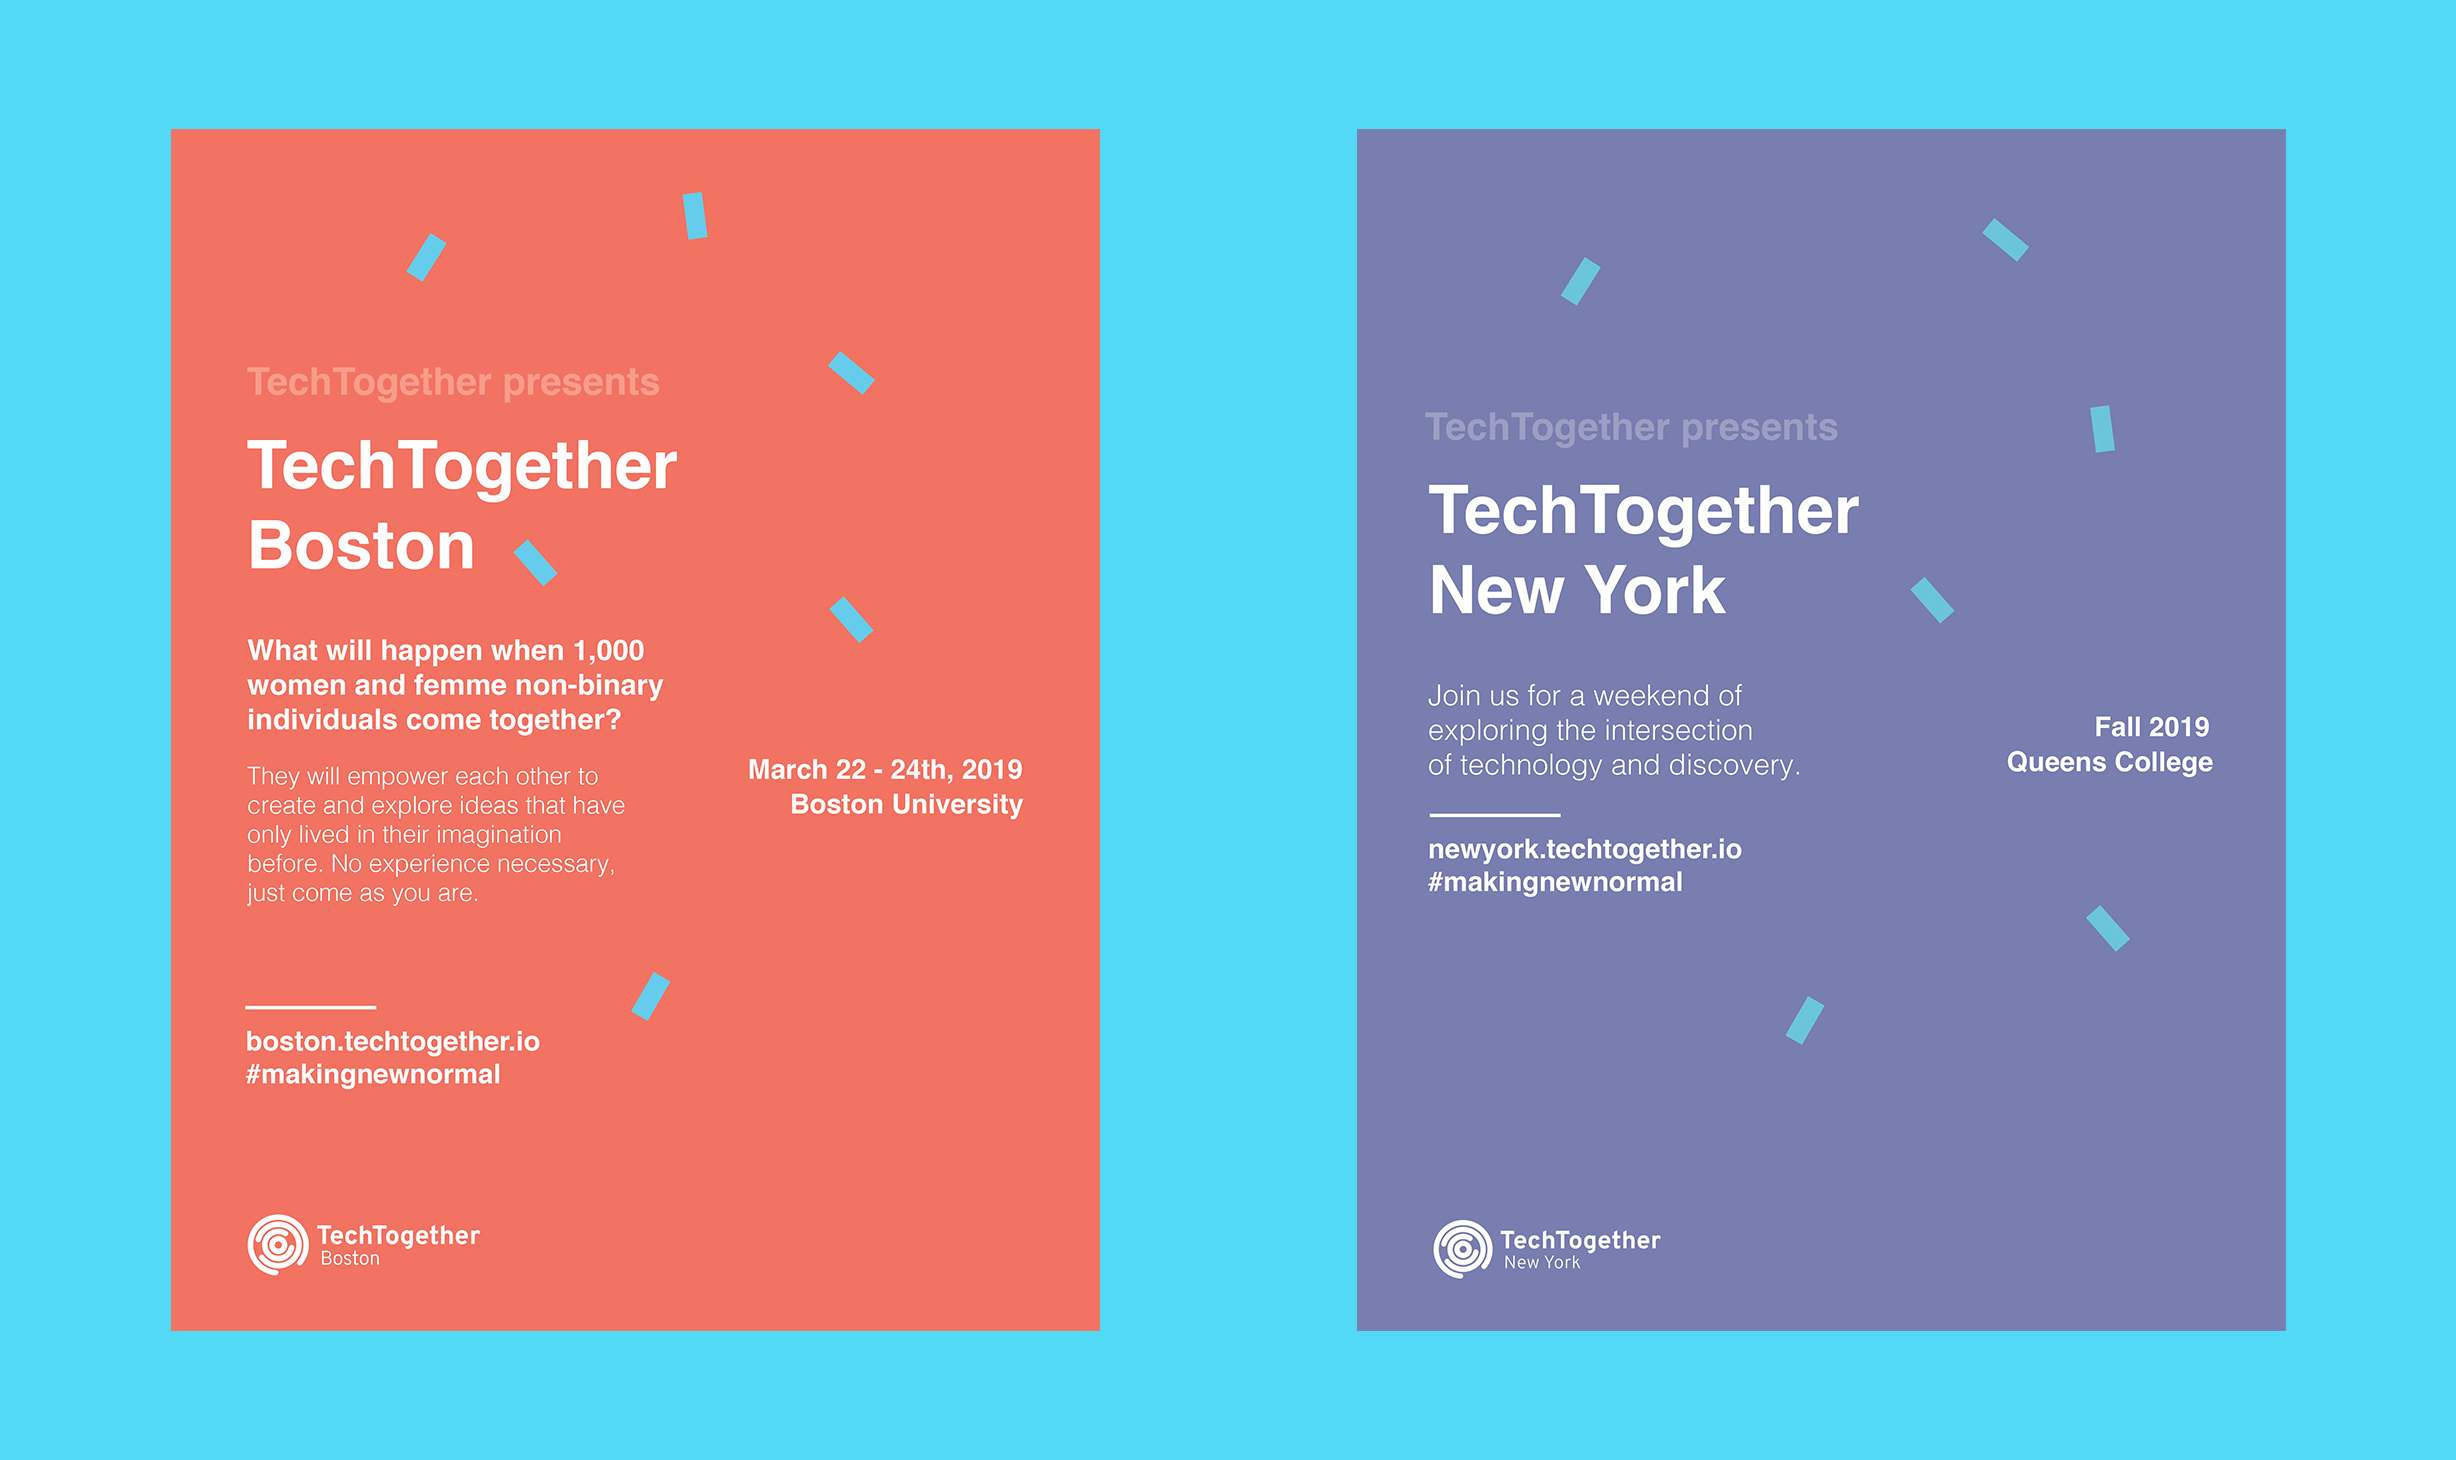 TechTogether presents
TechTogether
Boston
What will happen when 1,000
women and femme non-binary
individuals come together?
They will empower each other to
create and explore ideas that have
only lived in their imagination
before. No experience necessary,
just come as you are.
March 22 - 24th, 2019
Boston University
boston.techtogether.io
#makingnewnormal
TechTogether
Boston
TechTogether presents
TechTogether
New York
Join us for a weekend of
exploring the intersection
of technology and discovery.
Fall 2019
Queens College
newyork.techtogether.io
#makingnewnormal
TechTogether
New York